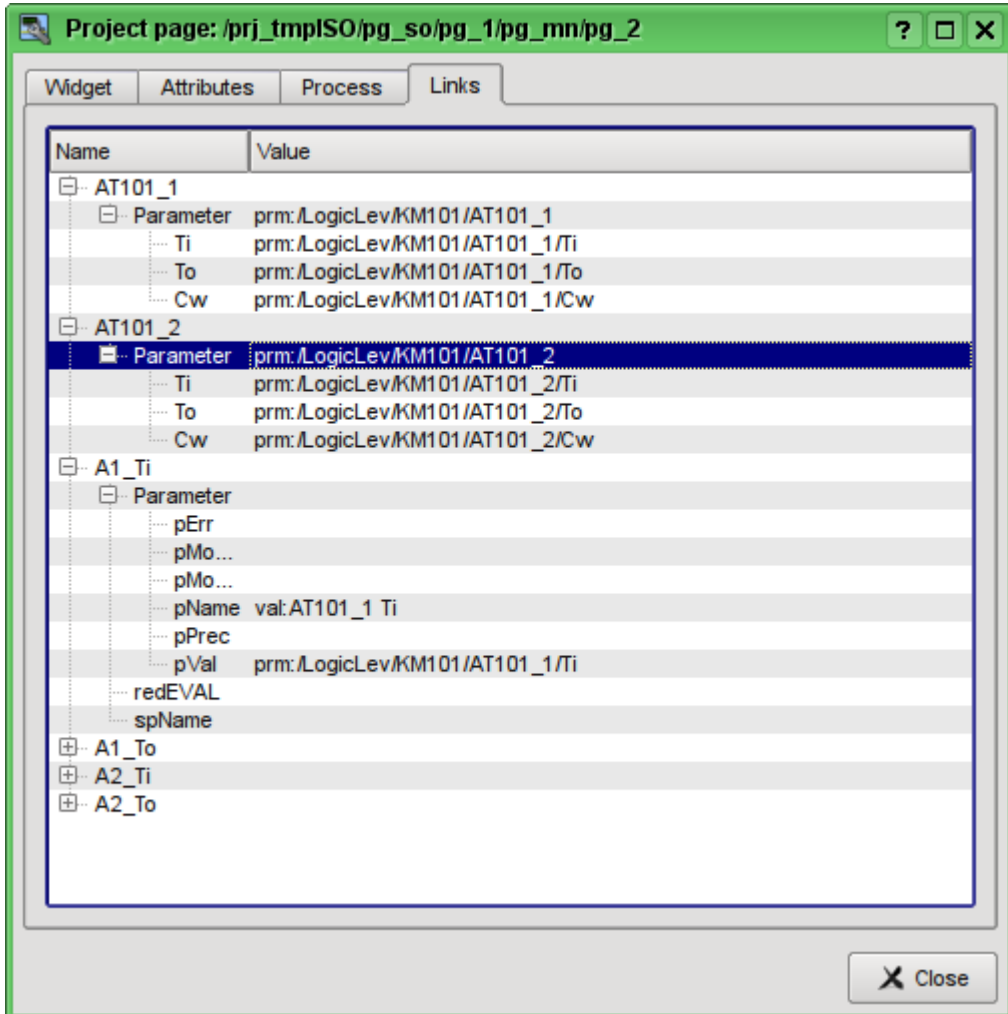 Project page: /prj_tmplSO/pg_so/pg_1/pg_mn/pg_2
Widget Attributes Process Links
Name Value
AT101_1
Parameter prm:/LogicLev/KM101/AT101_1
Ti prm:/LogicLev/KM101/AT101_1/Ti
To prm:/LogicLev/KM101/AT101_1/To
Cw prm:/LogicLev/KM101/AT101_1/Cw
AT101_2
Parameter prm:/LogicLev/KM101/AT101_2
Ti prm:/LogicLev/KM101/AT101_2/Ti
To prm:/LogicLev/KM101/AT101_2/To
Cw prm:/LogicLev/KM101/AT101_2/Cw
A1_Ti
Parameter
pErr
pMo...
pMo...
pName val:AT101_1 Ti
pPrec
pVal prm:/LogicLev/KM101/AT101_1/Ti
redEVAL
spName
A1_To
A2_Ti
A2_To
Close